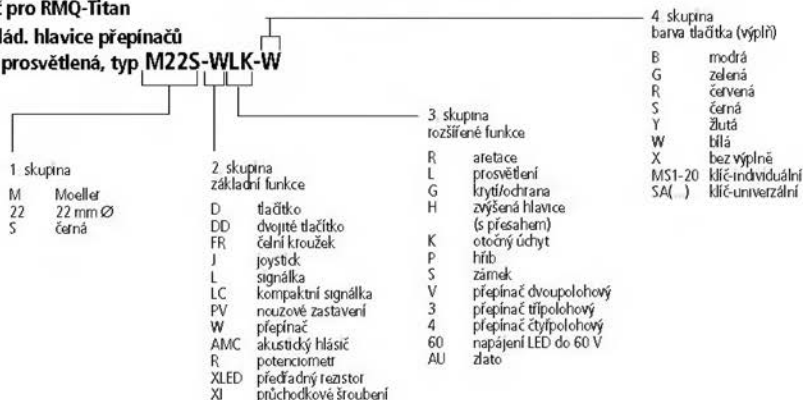 pro RMQ-Titan
hlavice přepínačů
prosvětlená, typ M22S-WLK-W
1. skupina
M Moeller
22 22 mm Ø
S černá
2. skupina
základní funkce
D tlačítko
DD dvojité tlačítko
FR čelní kroužek
J joystick
L signálka
LC kompaktní signálka
PV nouzové zastavení
W přepínač
AMC akustický hlásič
R potenciometr
XLED předřadný rezistor
XI průchodkové šroubení
3. skupina
rozšířené funkce
R aretace
L prosvětlení
G krytí/ochrana
H zvýšená hlavice
(s přesahem)
K otočný úchyt
P hřib
S zámek
V přepínač dvoupolohový
3 přepínač třípolohový
4 přepínač čtyřpolohový
60 napájení LED do 60 V
AU zlato
4. skupina
barva tlačítka (výplň)
B modrá
G zelená
R červená
S černá
Y žlutá
W bílá
X bez výplně
MS1-20 klíč-individuální
SA(...) klíč-univerzální